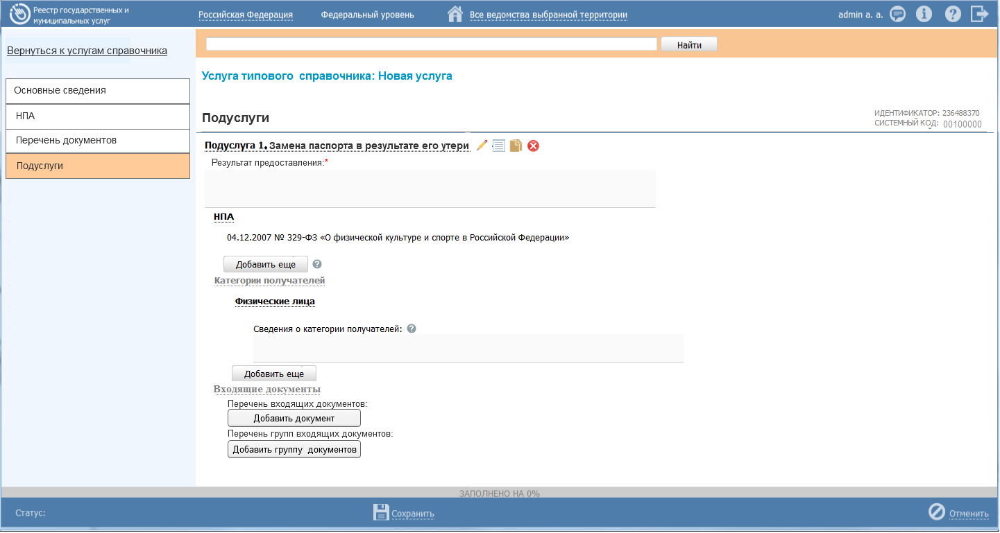 Реестр государственных и
муниципальных услуг
Российская Федерация
Федеральный уровень
Все ведомства выбранной территории
admin a. a.
Вернуться к услугам справочника
Найти
Основные сведения
НПА
Перечень документов
Подуслуги
Услуга типового справочника: Новая услуга
Подуслуги
ИДЕНТИФИКАТОР: 236488370
СИСТЕМНЫЙ КОД: 00100000
Подуслуга 1. Замена паспорта в результате его утери
Результат предоставления:*
НПА
04.12.2007 № 329-ФЗ «О физической культуре и спорте в Российской Федерации»
Добавить еще
Категории получателей
Физические лица
Сведения о категории получателей:
Добавить еще
Входящие документы
Перечень входящих документов:
Добавить документ
Перечень групп входящих документов:
Добавить группу документов
ЗАПОЛНЕНО НА 0%
Статус:
Сохранить
Отменить